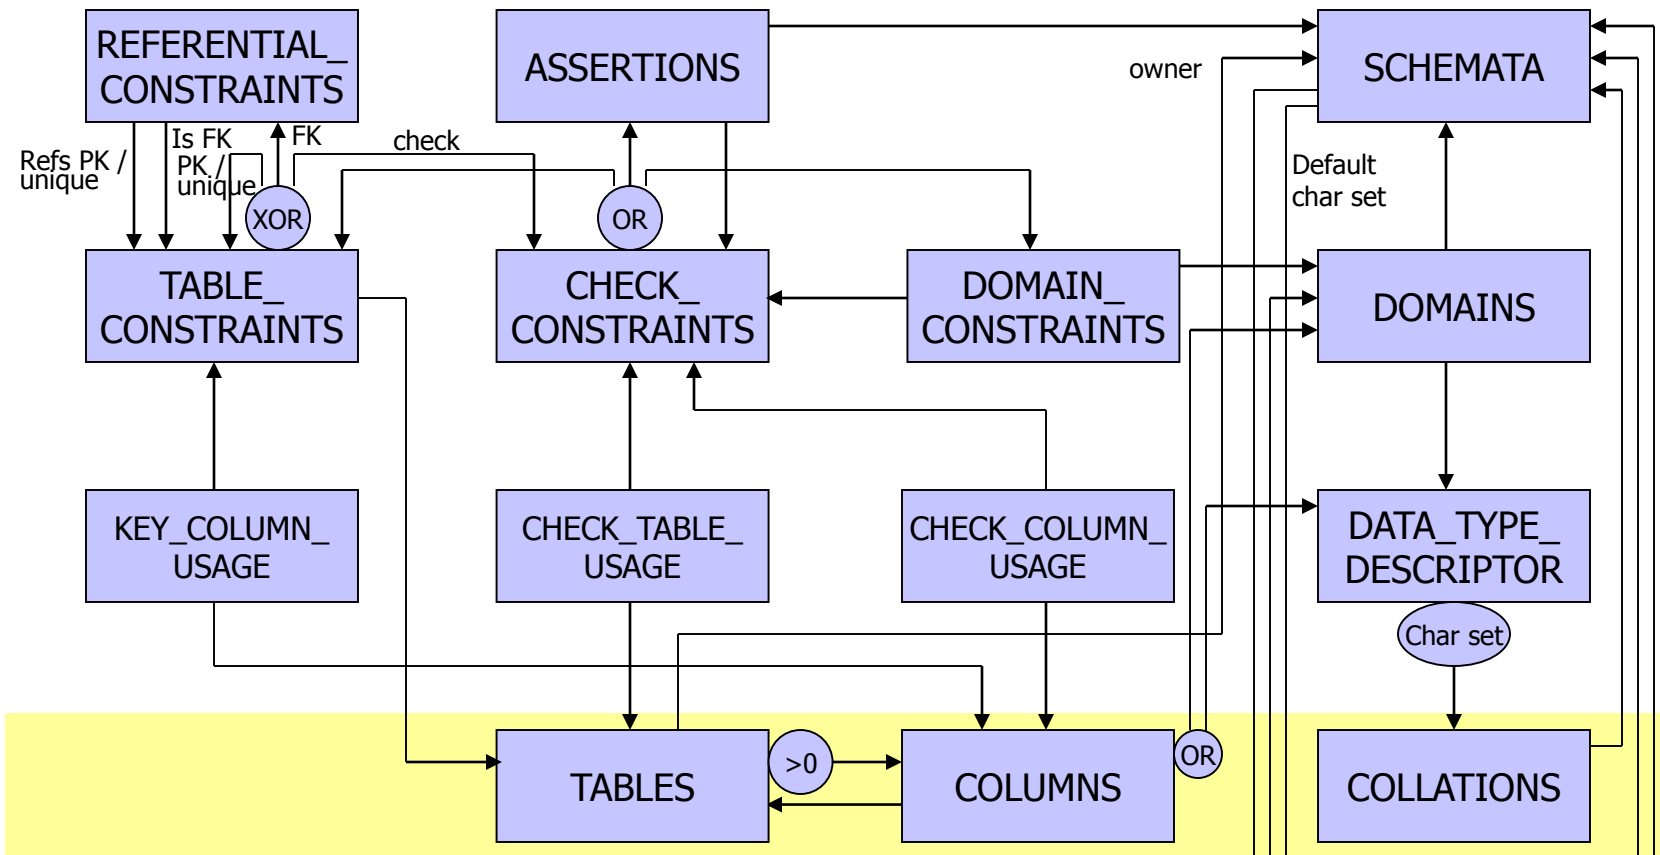 REFERENTIAL_
CONSTRAINTS
ASSERTIONS
SCHEMATA
owner
Refs PK /
unique
Is FK
PK /
unique
FK
check
Default
char set
XOR
OR
TABLE_
CONSTRAINTS
CHECK_
CONSTRAINTS
DOMAIN_
CONSTRAINTS
DOMAINS
KEY_COLUMN_
USAGE
CHECK_TABLE_
USAGE
CHECK_COLUMN_
USAGE
DATA_TYPE_
DESCRIPTOR
Char set
TABLES
>0
COLUMNS
OR
COLLATIONS